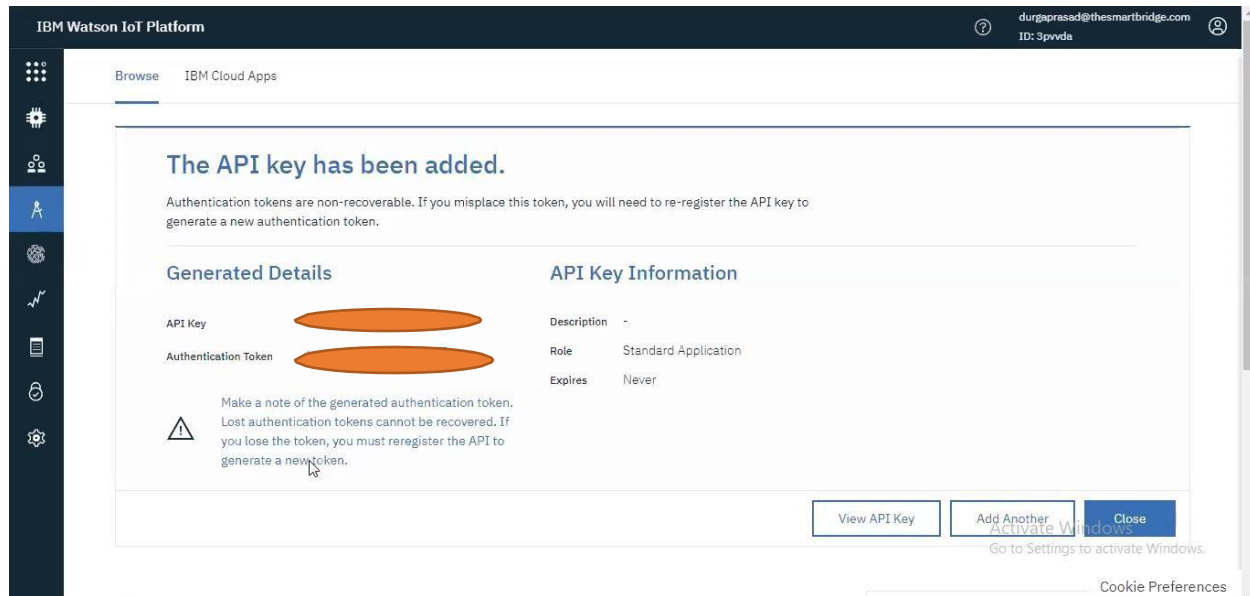 IBM Watson IoT Platform
durgaprasad@thesmartbridge.com
ID: 3pvvda
Browse IBM Cloud Apps
The API key has been added.
Authentication tokens are non-recoverable. If you misplace this token, you will need to re-register the API key to
generate a new authentication token.
Generated Details
API Key
Authentication Token
Make a note of the generated authentication token.
Lost authentication tokens cannot be recovered. If
you lose the token, you must reregister the API to
generate a new token.
API Key Information
Description -
Role Standard Application
Expires Never
View API Key Add Another Close
Activate Windows
Go to Settings to activate Windows.
Cookie Preferences